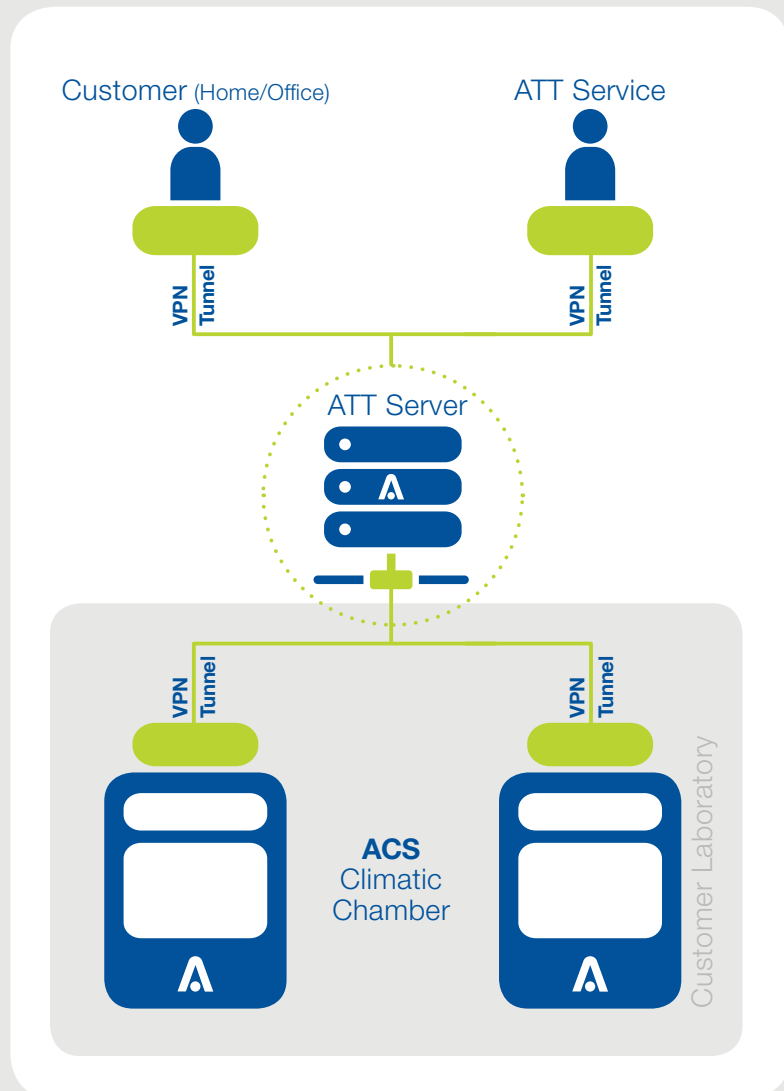 Customer (Home/Office)
ATT Service
VPN
Tunnel
VPN
Tunnel
ATT Server
VPN
Tunnel
VPN
Tunnel
ACS
Climatic
Chamber
Customer Laboratory